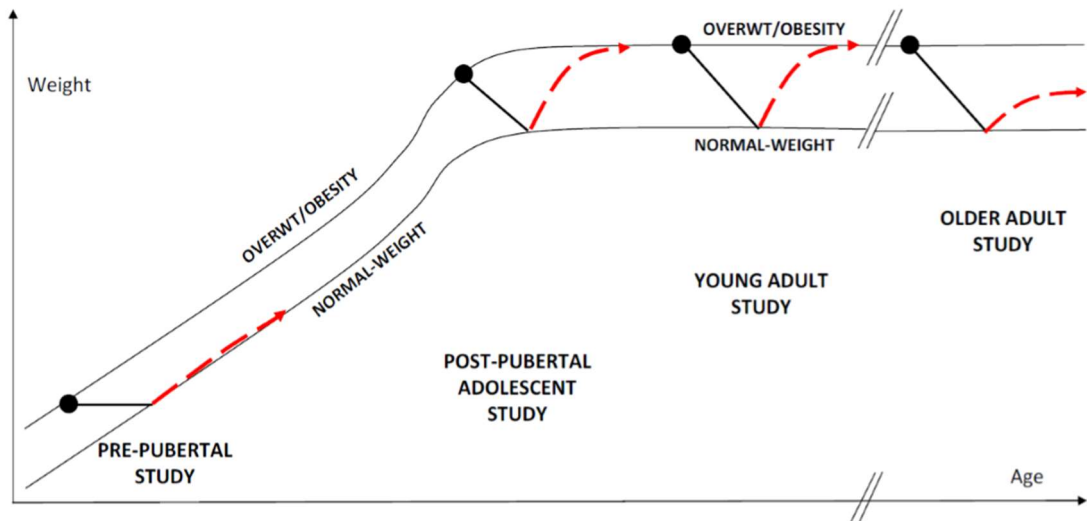 Weight
OVERWT/OBESITY
NORMAL-WEIGHT
OVERWT/OBESITY
NORMAL-WEIGHT
PRE-PUBERTAL
STUDY
POST-PUBERTAL
ADOLESCENT
STUDY
YOUNG ADULT
STUDY
OLDER ADULT
STUDY
Age